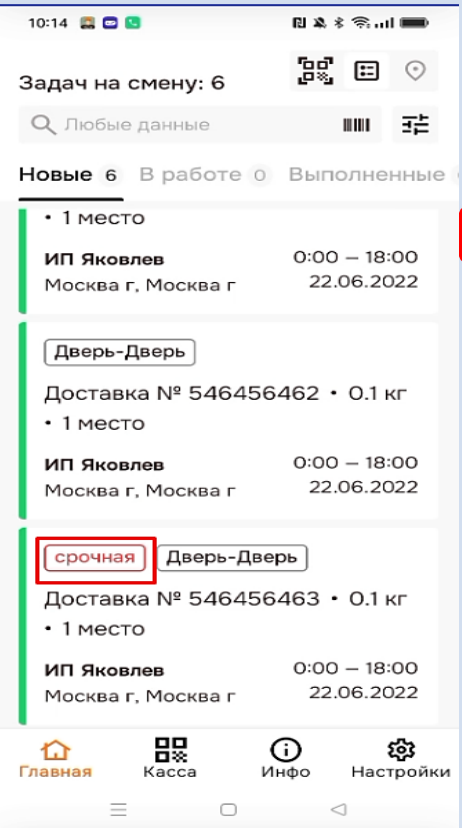 10:14
Задач на смену: 6
Любые данные
Новые 6 В работе 0 Выполненные
• 1 место
ИП Яковлев 0:00 – 18:00
Москва г, Москва г 22.06.2022
Дверь-Дверь
Доставка № 546456462 • 0.1 кг
• 1 место
ИП Яковлев 0:00 – 18:00
Москва г, Москва г 22.06.2022
срочная Дверь-Дверь
Доставка № 546456463 • 0.1 кг
• 1 место
ИП Яковлев 0:00 – 18:00
Москва г, Москва г 22.06.2022
Главная Касса Инфо Настройки